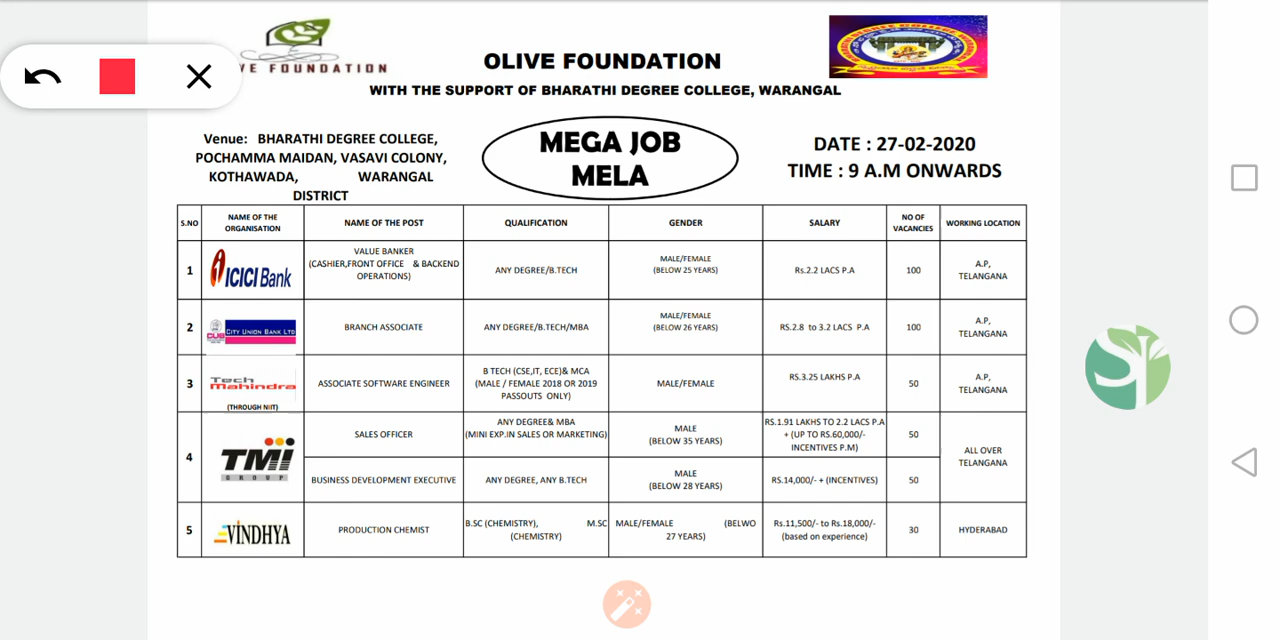 VE FOUNDATION
OLIVE FOUNDATION
WITH THE SUPPORT OF BHARATHI DEGREE COLLEGE, WARANGAL
Venue: BHARATHI DEGREE COLLEGE,
POCHAMMA MAIDAN, VASAVI COLONY,
KOTHAWADA, WARANGAL
DISTRICT
MEGA JOB
MELA
DATE : 27-02-2020
TIME : 9 A.M ONWARDS
S.NO
NAME OF THE
ORGANISATION
NAME OF THE POST
QUALIFICATION
GENDER
SALARY
NO OF
VACANCIES
WORKING LOCATION
1
ICICI Bank
VALUE BANKER
(CASHIER,FRONT OFFICE & BACKEND
OPERATIONS)
ANY DEGREE/B.TECH
MALE/FEMALE
(BELOW 25 YEARS)
Rs.2.2 LACS P.A
100
A.P,
TELANGANA
2
CUB
CITY UNION BANK LTD
BRANCH ASSOCIATE
ANY DEGREE/B.TECH/MBA
MALE/FEMALE
(BELOW 26 YEARS)
RS.2.8 to 3.2 LACS P.A
100
A.P,
TELANGANA
3
Tech
Mahindra
(THROUGH NIIT)
ASSOCIATE SOFTWARE ENGINEER
B TECH (CSE,IT, ECE)& MCA
(MALE / FEMALE 2018 OR 2019
PASSOUTS ONLY)
MALE/FEMALE
RS.3.25 LAKHS P.A
50
A.P,
TELANGANA
4
TMI
GROUP
SALES OFFICER
ANY DEGREE& MBA
(MINI EXP.IN SALES OR MARKETING)
MALE
(BELOW 35 YEARS)
RS.1.91 LAKHS TO 2.2 LACS P.A
+ (UP TO RS.60,000/-
INCENTIVES P.M)
50
ALL OVER
TELANGANA
BUSINESS DEVELOPMENT EXECUTIVE
ANY DEGREE, ANY B.TECH
MALE
(BELOW 28 YEARS)
RS.14,000/- + (INCENTIVES)
50
5
VINDHYA
PRODUCTION CHEMIST
B.SC (CHEMISTRY), M.SC
(CHEMISTRY)
MALE/FEMALE (BELWO
27 YEARS)
Rs.11,500/- to Rs.18,000/-
(based on experience)
30
HYDERABAD